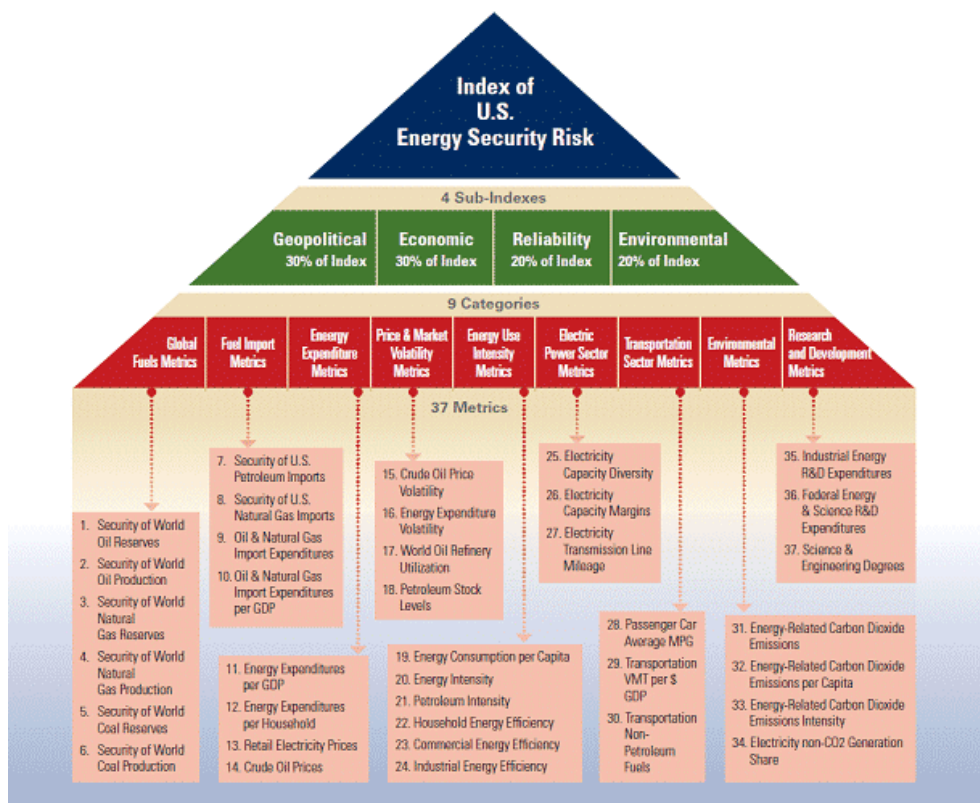 Index of
U.S.
Energy Security Risk
4 Sub-Indexes
Geopolitical
30% of Index
Economic
30% of Index
Reliability
20% of Index
Environmental
20% of Index
9 Categories
Global
Fuels Metrics
Fuel Import
Metrics
Eneergy
Expenditure
Metrics
Price & Market
Volatility
Metrics
Energy Use
Intensity
Metrics
Electric
Power Sector
Metrics
Transportation
Sector Metrics
Environmental
Metrics
Research
and Development
Metrics
37 Metrics
1. Security of World
Oil Reserves
2. Security of World
Oil Production
3. Security of World
Natural
Gas Reserves
4. Security of World
Natural
Gas Production
5. Security of World
Coal Reserves
6. Security of World
Coal Production
7. Security of U.S.
Petroleum Imports
8. Security of U.S.
Natural Gas Imports
9. Oil & Natural Gas
Import Expenditures
10. Oil & Natural Gas
Import Expenditures
per GDP
11. Energy Expenditures
per GDP
12. Energy Expenditures
per Household
13. Retail Electricity Prices
14. Crude Oil Prices
15. Crude Oil Price
Volatility
16. Energy Expenditure
Volatility
17. World Oil Refinery
Utilization
18. Petroleum Stock
Levels
19. Energy Consumption per Capita
20. Energy Intensity
21. Petroleum Intensity
22. Household Energy Efficiency
23. Commercial Energy Efficiency
24. Industrial Energy Efficiency
25. Electricity
Capacity Diversity
26. Electricity
Capacity Margins
27. Electricity
Transmission Line
Mileage
28. Passenger Car
Average MPG
29. Transportation
VMT per $
GDP
30. Transportation
Non-
Petroleum
Fuels
31. Energy-Related Carbon Dioxide
Emissions
32. Energy-Related Carbon Dioxide
Emissions per Capita
33. Energy-Related Carbon Dioxide
Emissions Intensity
34. Electricity non-CO2 Generation
Share
35. Industrial Energy
R&D Expenditures
36. Federal Energy
& Science R&D
Expenditures
37. Science &
Engineering Degrees